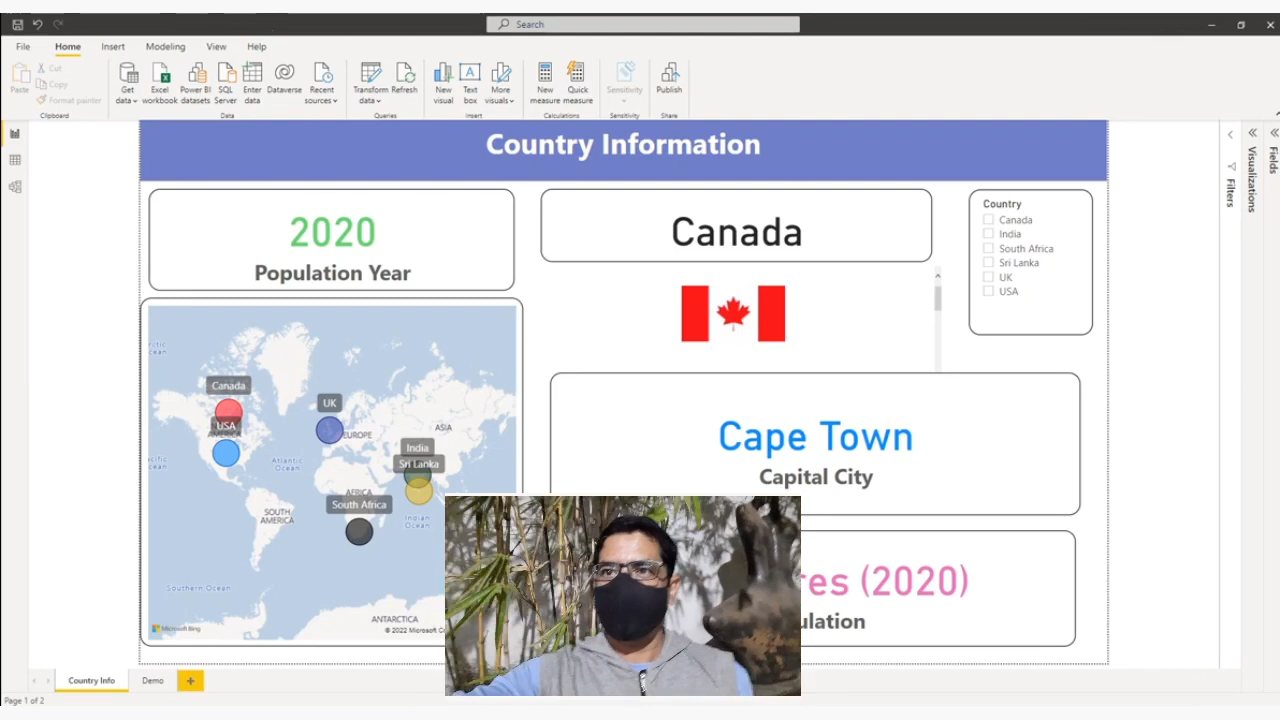 Search
File Home Insert Modeling View Help
Paste
Cut
Copy
Format painter
Clipboard
Get data
Excel workbook
Power BI datasets
SQL Server
Enter data
Dataverse
Recent sources
Data
Transform data
Refresh
Queries
New visual
Text box
More visuals
Insert
New measure
Quick measure
Calculations
Sensitivity
Sensitivity
Publish
Share
Country Information
2020
Population Year
Canada
Country
Canada
India
South Africa
Sri Lanka
UK
USA
Filters
Visualizations
Fields
Canada
USA
UK
EUROPE
ASIA
Atlantic
Ocean
India
Sri Lanka
AFRICA
South Africa
SOUTH
AMERICA
Indian
Ocean
Southern Ocean
ANTARCTICA
Microsoft Bing
© 2022 Microsoft Co
Cape Town
Capital City
res (2020)
ulation
Country Info
Demo
Page 1 of 2